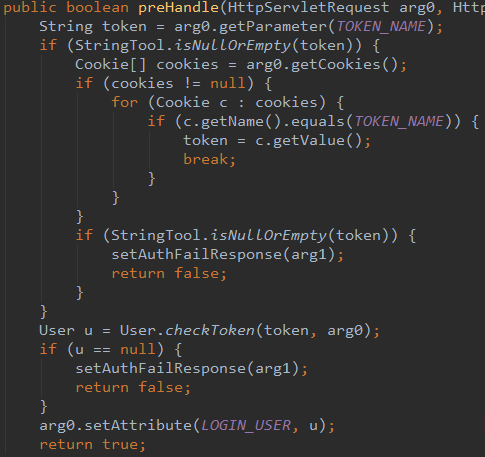 public boolean preHandle(HttpServletRequest arg0, Http
String token = arg0.getParameter(TOKEN_NAME);
if (StringTool.isNullOrEmpty(token)) {
Cookie[] cookies = arg0.getCookies();
if (cookies != null) {
for (Cookie c : cookies) {
if (c.getName().equals(TOKEN_NAME)) {
token = c.getValue();
break;
}
}
}
if (StringTool.isNullOrEmpty(token)) {
setAuthFailResponse(arg1);
return false;
}
}
User u = User.checkToken(token, arg0);
if (u == null) {
setAuthFailResponse(arg1);
return false;
}
arg0.setAttribute(LOGIN_USER, u);
return true;